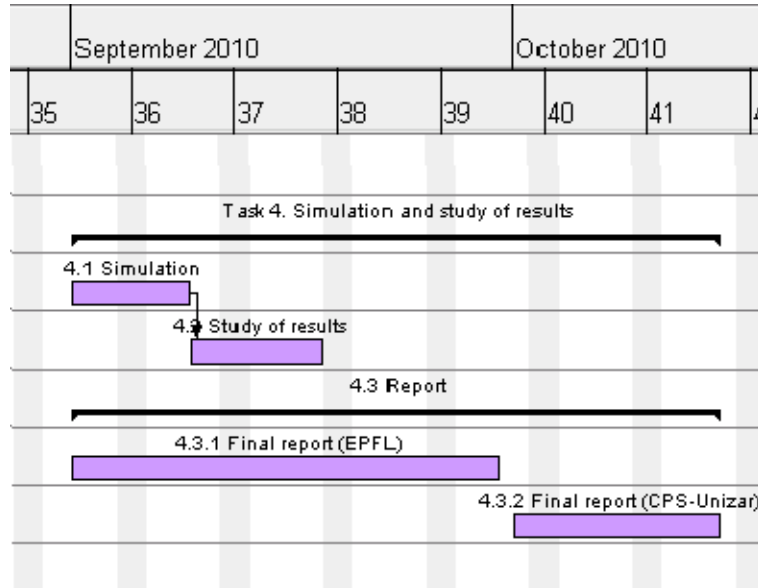 September 2010
October 2010
35 36 37 38 39 40 41
Task 4. Simulation and study of results
4.1 Simulation
4.2 Study of results
4.3 Report
4.3.1 Final report (EPFL)
4.3.2 Final report (CPS-Unizar)